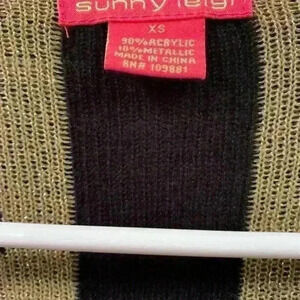 sunny leigh
XS
90% ACRYLIC
10% METALLIC
MADE IN CHINA
RN# 109881